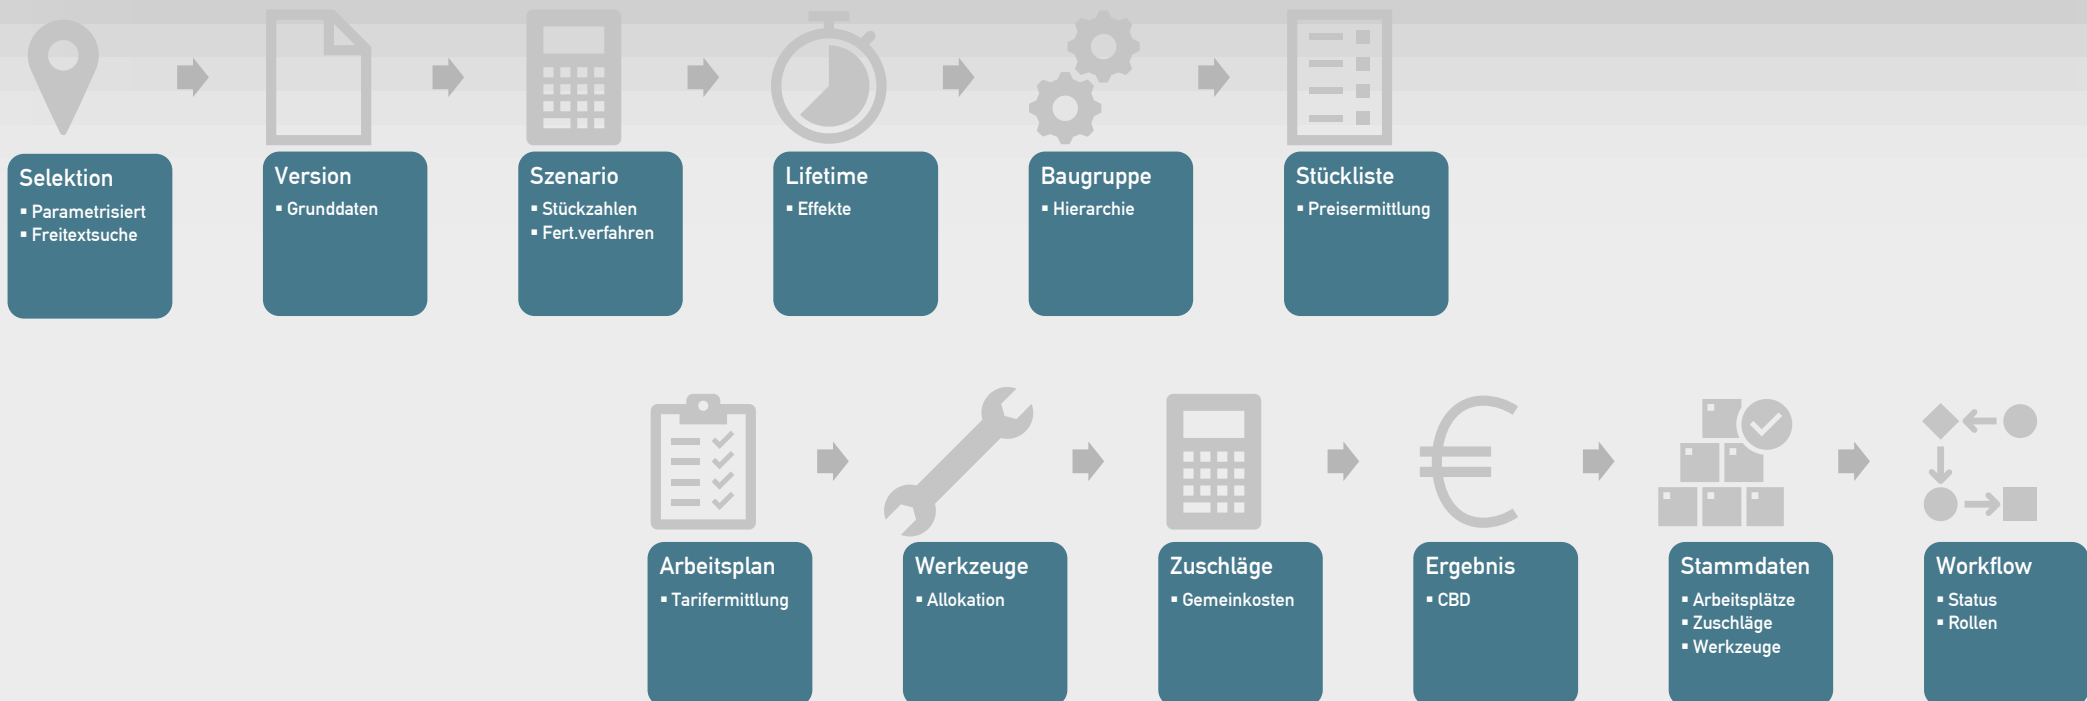 Selektion
▪ Parametrisiert
▪ Freitextsuche
Version
▪ Grunddaten
Szenario
▪ Stückzahlen
▪ Fert.verfahren
Lifetime
▪ Effekte
Baugruppe
▪ Hierarchie
Stückliste
▪ Preisermittlung
Arbeitsplan
▪ Tarifermittlung
Werkzeuge
▪ Allokation
Zuschläge
▪ Gemeinkosten
Ergebnis
▪ CBD
Stammdaten
▪ Arbeitsplätze
▪ Zuschläge
▪ Werkzeuge
Workflow
▪ Status
▪ Rollen